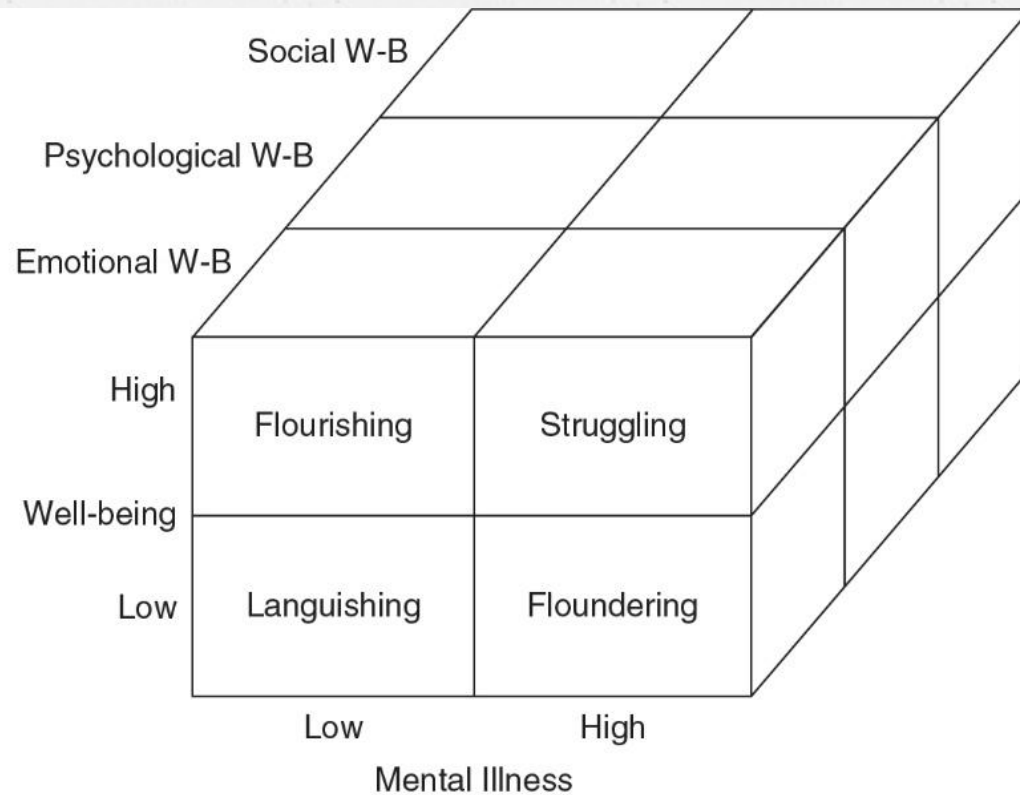 Social W-B
Psychological W-B
Emotional W-B
High
Flourishing Struggling
Well-being
Low
Languishing Floundering
Low High
Mental Illness